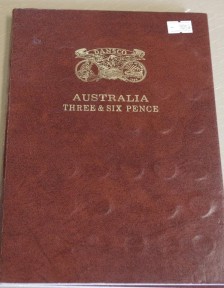 DANSCO
AUSTRALIA
THREE & SIX PENCE